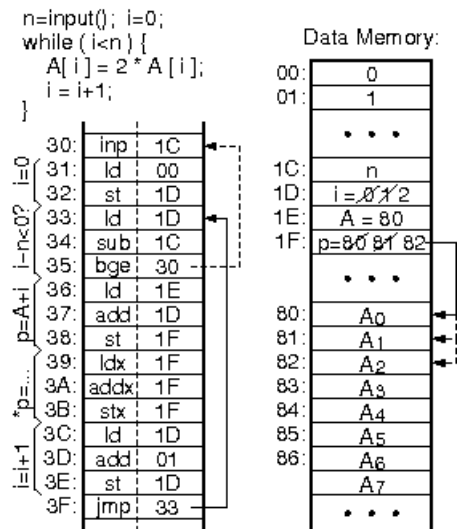 n=input(); i=0;
while ( i<n ) {
A[ i ] = 2 * A [ i ];
i = i+1;
}
30: inp 1C
31: ld 00
32: st 1D
33: ld 1D
34: sub 1C
35: bge 30
36: ld 1E
37: add 1D
38: st 1F
39: ldx 1F
3A: addx 1F
3B: stx 1F
3C: ld 1D
3D: add 01
3E: st 1D
3F: jmp 33
i=0
i-n<0?
p=A+i
*p=...
i=i+1
Data Memory:
00: 0
01: 1
• • •
1C: n
1D: i = 0 1 2
1E: A = 80
1F: p=80 81 82
• • •
80: A0
81: A1
82: A2
83: A3
84: A4
85: A5
86: A6
A7
• • •